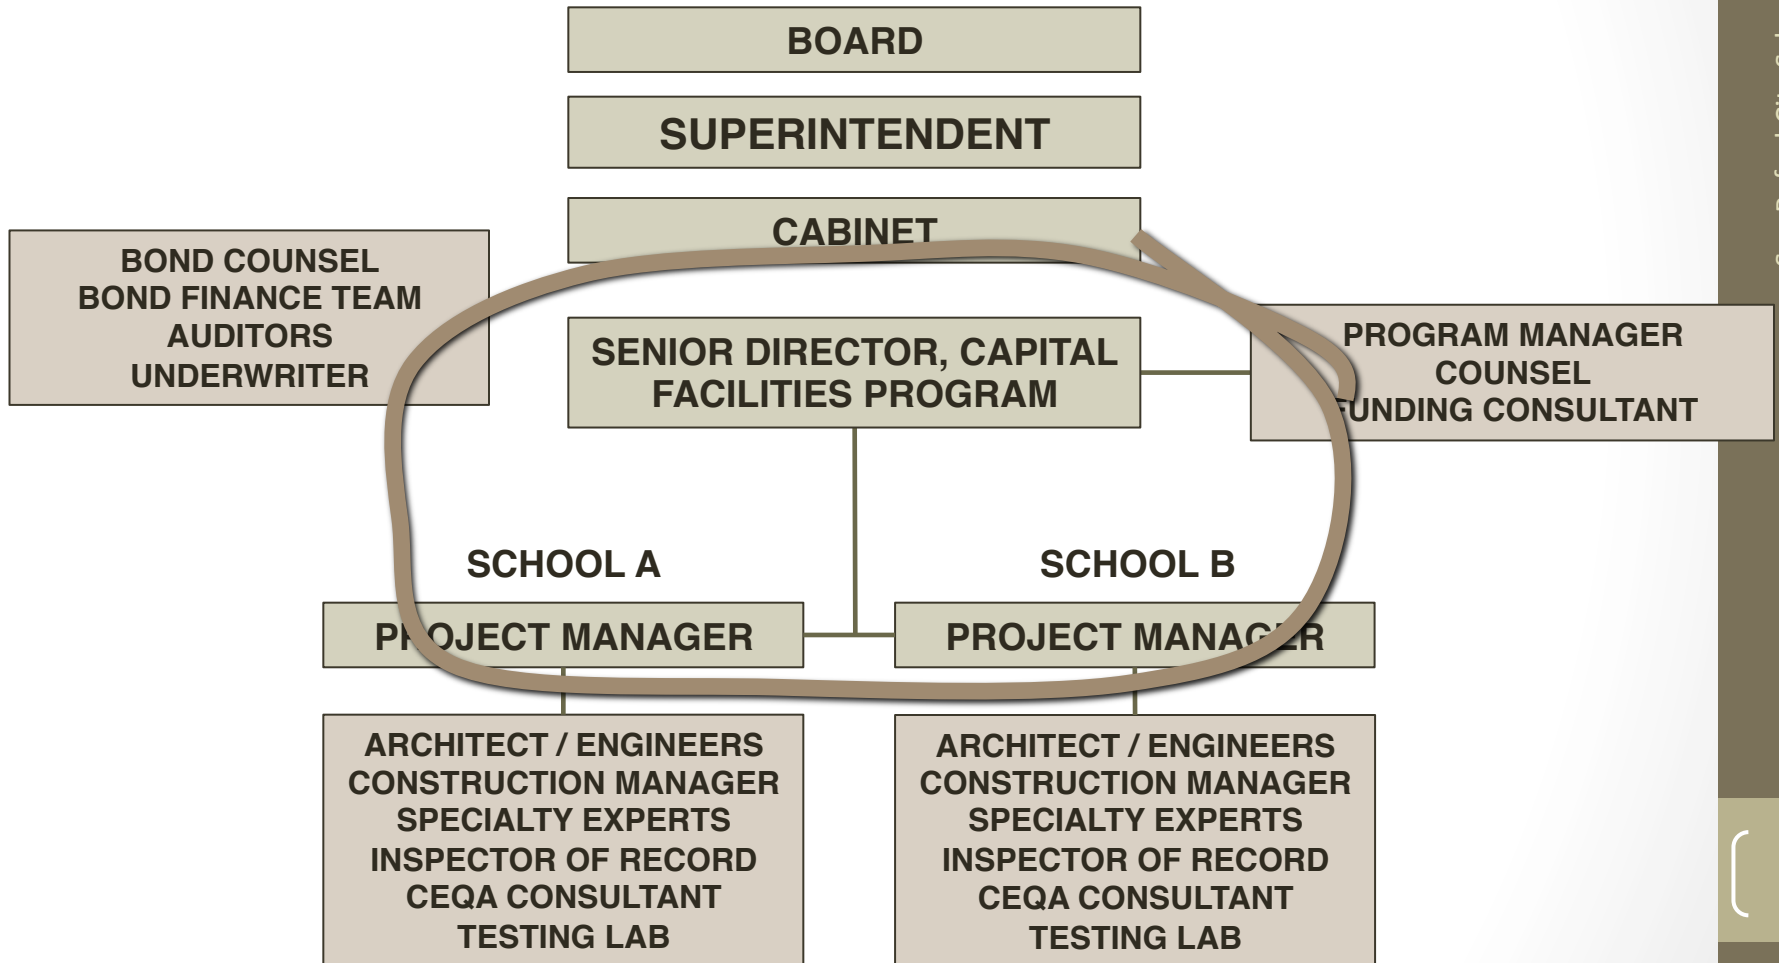 BOARD
SUPERINTENDENT
CABINET
BOND COUNSEL
BOND FINANCE TEAM
AUDITORS
UNDERWRITER
SENIOR DIRECTOR, CAPITAL
FACILITIES PROGRAM
PROGRAM MANAGER
COUNSEL
FUNDING CONSULTANT
SCHOOL A
SCHOOL B
PROJECT MANAGER
PROJECT MANAGER
ARCHITECT / ENGINEERS
CONSTRUCTION MANAGER
SPECIALTY EXPERTS
INSPECTOR OF RECORD
CEQA CONSULTANT
TESTING LAB
ARCHITECT / ENGINEERS
CONSTRUCTION MANAGER
SPECIALTY EXPERTS
INSPECTOR OF RECORD
CEQA CONSULTANT
TESTING LAB